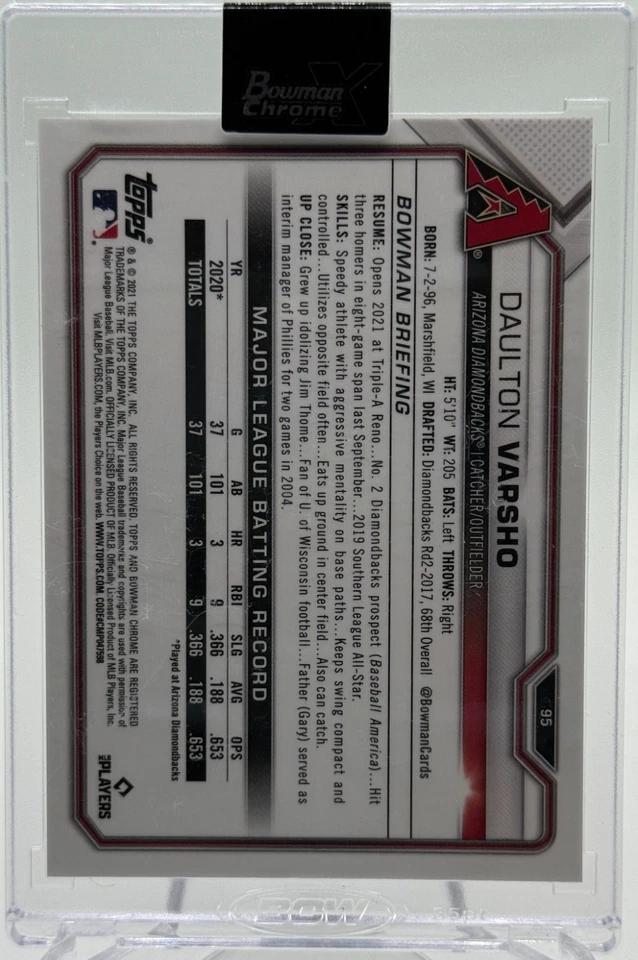 Bowman
Chrome X
95
DAULTON VARSHO
ARIZONA DIAMONDBACKS® | CATCHER/OUTFIELDER
HT: 5'10" WT: 205 BATS: Left THROWS: Right
BORN: 7-2-96, Marshfield, WI DRAFTED: Diamondbacks Rd2-2017, 68th Overall @BowmanCards
BOWMAN BRIEFING
RESUME: Opens 2021 at Triple-A Reno...No. 2 Diamondbacks prospect (Baseball America)...Hit
three homers in eight-game span last September...2019 Southern League All-Star.
SKILLS: Speedy athlete with aggressive mentality on base paths...Keeps swing compact and
controlled...Utilizes opposite field often...Eats up ground in center field...Also can catch.
UP CLOSE: Grew up idolizing Jim Thome...Fan of U. of Wisconsin football...Father (Gary) served as
interim manager of Phillies for two games in 2004.
MAJOR LEAGUE BATTING RECORD
YR G AB HR RBI SLG AVG OPS
2020* 37 101 3 9 .366 .188 .653
TOTALS 37 101 3 9 .366 .188 .653
*Played at Arizona Diamondbacks
TOPPS®
® & © 2021 THE TOPPS COMPANY, INC. ALL RIGHTS RESERVED. TOPPS AND BOWMAN CHROME ARE REGISTERED
TRADEMARKS OF THE TOPPS COMPANY, INC. Major League Baseball trademarks and copyrights are used with permission of
Major League Baseball. Visit MLB.com. OFFICIALLY LICENSED PRODUCT OF MLB. Officially Licensed Product of MLB Players, Inc.
Visit MLBPLAYERS.COM, the Players Choice on the web. WWW.TOPPS.COM. CODE#CMP047598
MLB PLAYERS
BCW